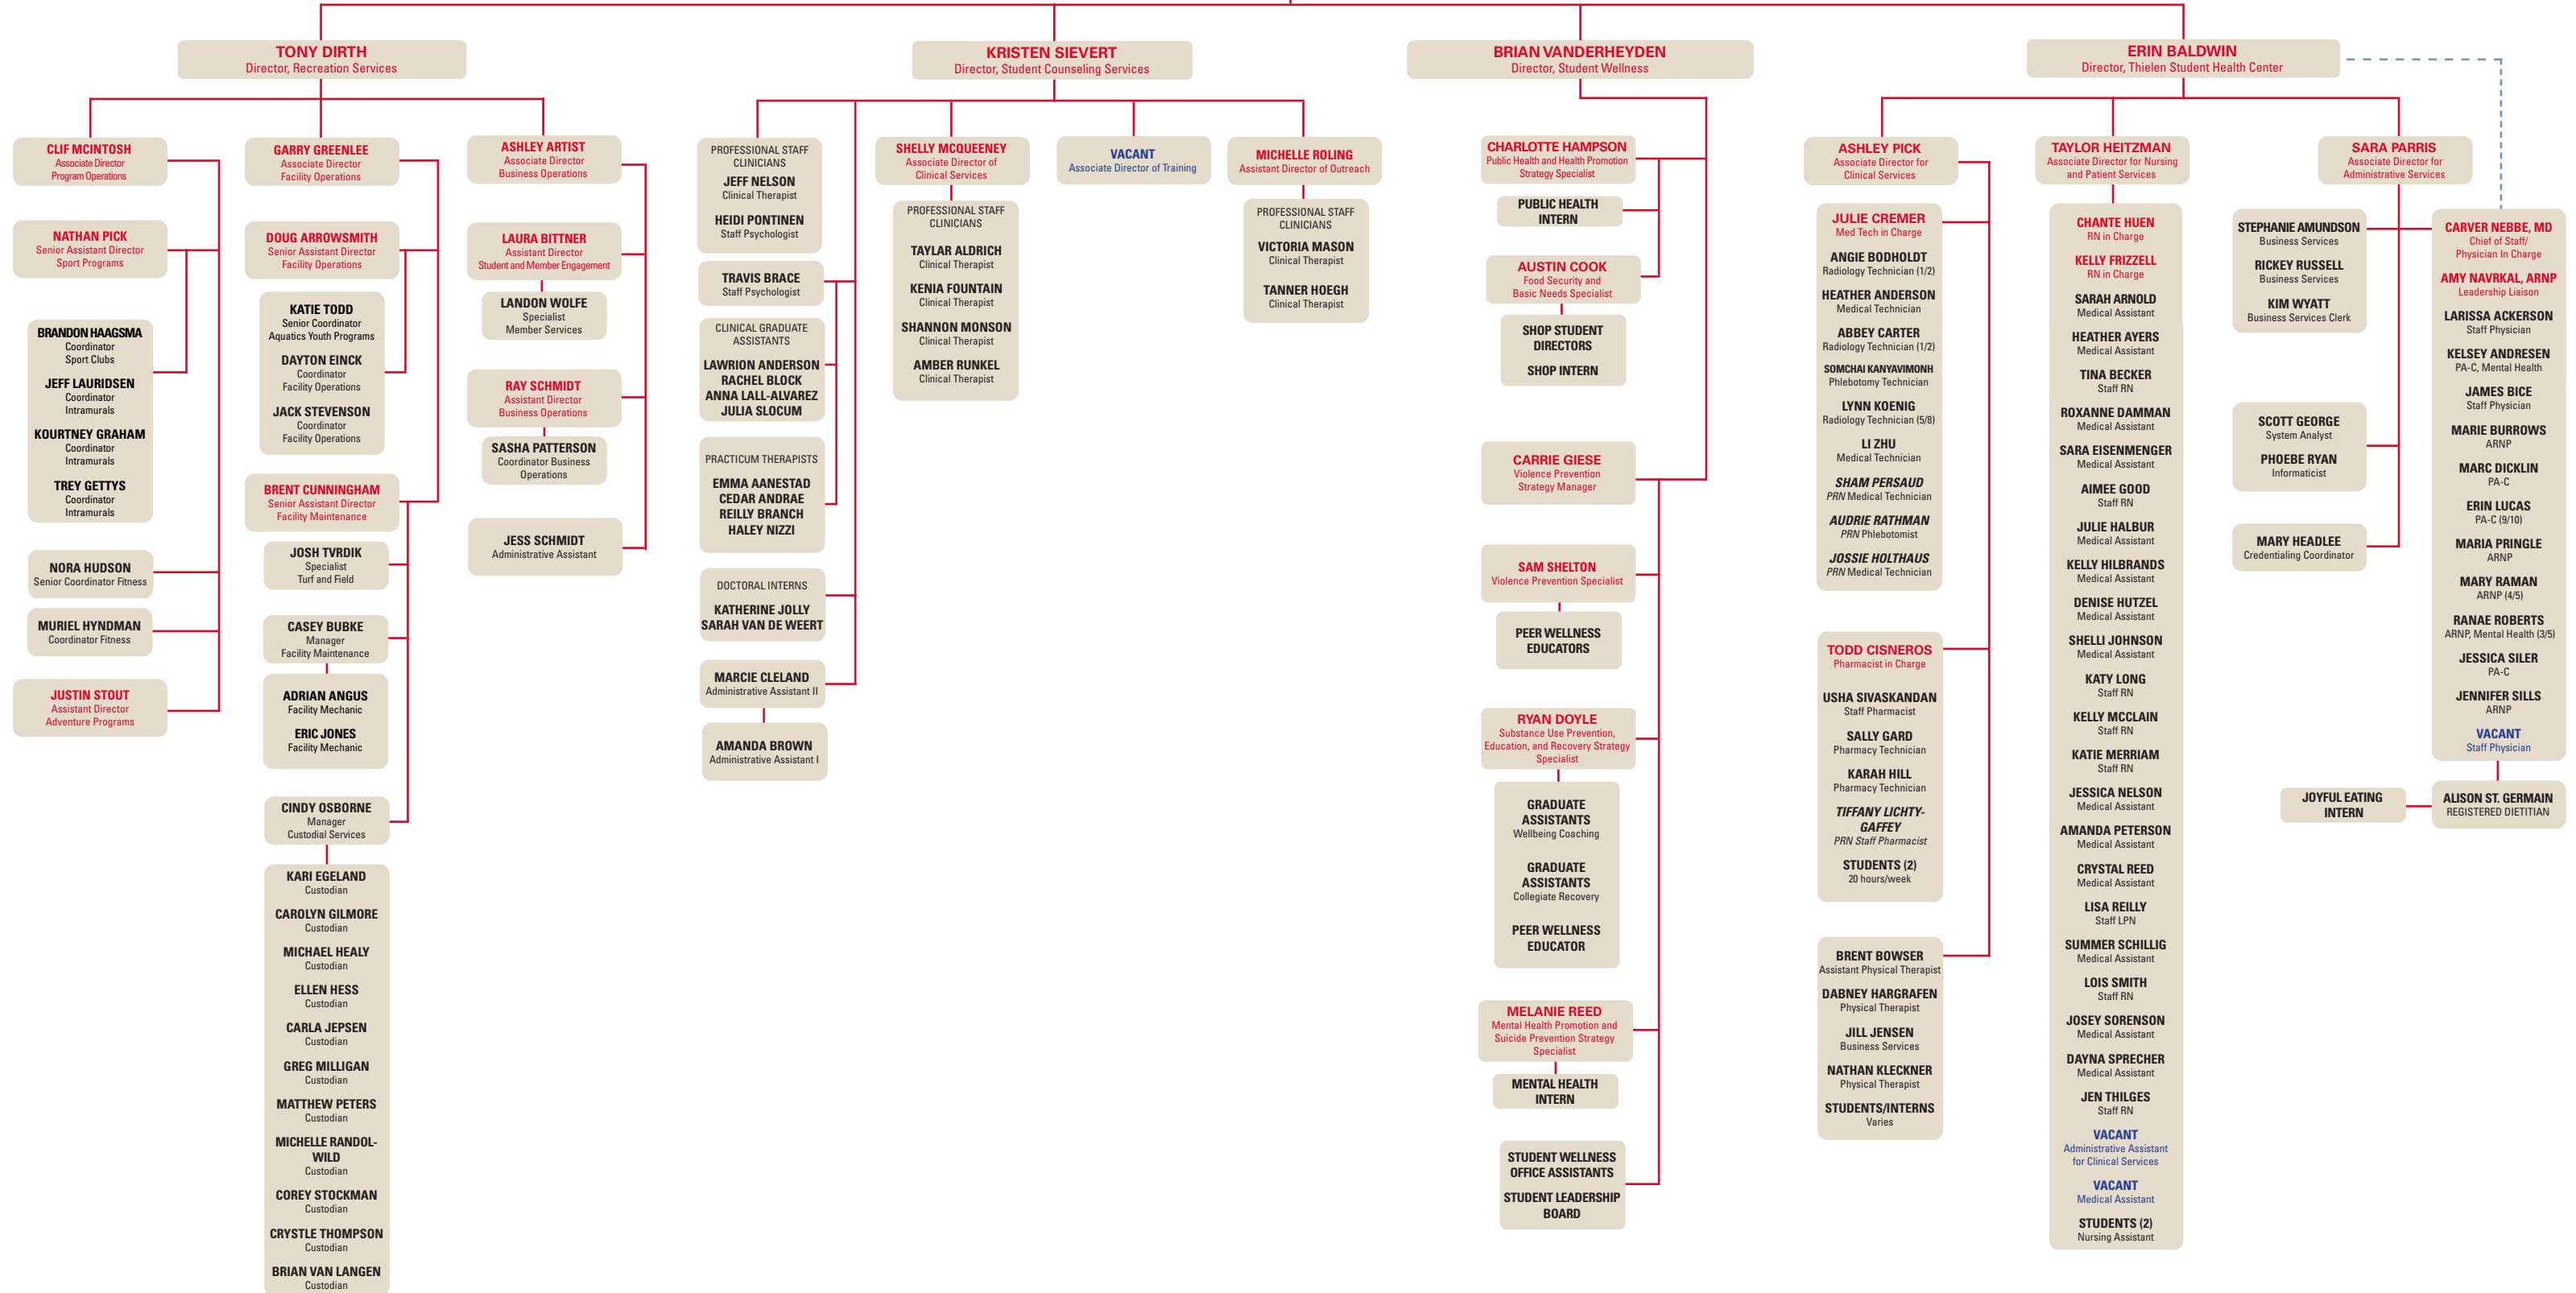 TONY DIRTH
Director, Recreation Services
CLIF MCINTOSH
Associate Director
Program Operations
NATHAN PICK
Senior Assistant Director
Sport Programs
BRANDON HAAGSMA
Coordinator
Sport Clubs
JEFF LAURIDSEN
Coordinator
Intramurals
KOURTNEY GRAHAM
Coordinator
Intramurals
TREY GETTYS
Coordinator
Intramurals
NORA HUDSON
Senior Coordinator Fitness
MURIEL HYNDMAN
Coordinator Fitness
JUSTIN STOUT
Assistant Director
Adventure Programs
GARRY GREENLEE
Associate Director
Facility Operations
DOUG ARROWSMITH
Senior Assistant Director
Facility Operations
KATIE TODD
Senior Coordinator
Aquatics Youth Programs
DAYTON EINCK
Coordinator
Facility Operations
JACK STEVENSON
Coordinator
Facility Operations
BRENT CUNNINGHAM
Senior Assistant Director
Facility Maintenance
JOSH TVRDIK
Specialist
Turf and Field
CASEY BUBKE
Manager
Facility Maintenance
ADRIAN ANGUS
Facility Mechanic
ERIC JONES
Facility Mechanic
CINDY OSBORNE
Manager
Custodial Services
KARI EGELAND
Custodian
CAROLYN GILMORE
Custodian
MICHAEL HEALY
Custodian
ELLEN HESS
Custodian
CARLA JEPSEN
Custodian
GREG MILLIGAN
Custodian
MATTHEW PETERS
Custodian
MICHELLE RANDOL-
WILD
Custodian
COREY STOCKMAN
Custodian
CRYSTLE THOMPSON
Custodian
BRIAN VAN LANGEN
Custodian
ASHLEY ARTIST
Associate Director
Business Operations
LAURA BITTNER
Assistant Director
Student and Member Engagement
LANDON WOLFE
Specialist
Member Services
RAY SCHMIDT
Assistant Director
Business Operations
SASHA PATTERSON
Coordinator Business
Operations
JESS SCHMIDT
Administrative Assistant
KRISTEN SIEVERT
Director, Student Counseling Services
PROFESSIONAL STAFF
CLINICIANS
JEFF NELSON
Clinical Therapist
HEIDI PONTINEN
Staff Psychologist
TRAVIS BRACE
Staff Psychologist
CLINICAL GRADUATE
ASSISTANTS
LAWRION ANDERSON
RACHEL BLOCK
ANNA LALL-ALVAREZ
JULIA SLOCUM
PRACTICUM THERAPISTS
EMMA AANESTAD
CEDAR ANDRAE
REILLY BRANCH
HALEY NIZZI
DOCTORAL INTERNS
KATHERINE JOLLY
SARAH VAN DE WEERT
MARCIE CLELAND
Administrative Assistant II
AMANDA BROWN
Administrative Assistant I
SHELLY MCQUEENEY
Associate Director of
Clinical Services
PROFESSIONAL STAFF
CLINICIANS
TAYLAR ALDRICH
Clinical Therapist
KENIA FOUNTAIN
Clinical Therapist
SHANNON MONSON
Clinical Therapist
AMBER RUNKEL
Clinical Therapist
VACANT
Associate Director of Training
MICHELLE ROLING
Assistant Director of Outreach
PROFESSIONAL STAFF
CLINICIANS
VICTORIA MASON
Clinical Therapist
TANNER HOEGH
Clinical Therapist
BRIAN VANDERHEYDEN
Director, Student Wellness
CHARLOTTE HAMPSON
Public Health and Health Promotion
Strategy Specialist
PUBLIC HEALTH
INTERN
AUSTIN COOK
Food Security and
Basic Needs Specialist
SHOP STUDENT
DIRECTORS
SHOP INTERN
CARRIE GIESE
Violence Prevention
Strategy Manager
SAM SHELTON
Violence Prevention Specialist
PEER WELLNESS
EDUCATORS
RYAN DOYLE
Substance Use Prevention,
Education, and Recovery Strategy
Specialist
GRADUATE
ASSISTANTS
Wellbeing Coaching
GRADUATE
ASSISTANTS
Collegiate Recovery
PEER WELLNESS
EDUCATOR
MELANIE REED
Mental Health Promotion and
Suicide Prevention Strategy
Specialist
MENTAL HEALTH
INTERN
STUDENT WELLNESS
OFFICE ASSISTANTS
STUDENT LEADERSHIP
BOARD
ERIN BALDWIN
Director, Thielen Student Health Center
ASHLEY PICK
Associate Director for
Clinical Services
JULIE CREMER
Med Tech in Charge
ANGIE BODHOLDT
Radiology Technician (1/2)
HEATHER ANDERSON
Medical Technician
ABBEY CARTER
Radiology Technician (1/2)
SOMCHAI KANYAVIMONH
Phlebotomy Technician
LYNN KOENIG
Radiology Technician (5/8)
LI ZHU
Medical Technician
SHAM PERSAUD
PRN Medical Technician
AUDRIE RATHMAN
PRN Phlebotomist
JOSSIE HOLTHAUS
PRN Medical Technician
TODD CISNEROS
Pharmacist in Charge
USHA SIVASKANDAN
Staff Pharmacist
SALLY GARD
Pharmacy Technician
KARAH HILL
Pharmacy Technician
TIFFANY LICHTY-
GAFFEY
PRN Staff Pharmacist
STUDENTS (2)
20 hours/week
BRENT BOWSER
Assistant Physical Therapist
DABNEY HARGRAFEN
Physical Therapist
JILL JENSEN
Business Services
NATHAN KLECKNER
Physical Therapist
STUDENTS/INTERNS
Varies
TAYLOR HEITZMAN
Associate Director for Nursing
and Patient Services
CHANTE HUEN
RN in Charge
KELLY FRIZZELL
RN in Charge
SARAH ARNOLD
Medical Assistant
HEATHER AYERS
Medical Assistant
TINA BECKER
Staff RN
ROXANNE DAMMAN
Medical Assistant
SARA EISENMENGER
Medical Assistant
AIMEE GOOD
Staff RN
JULIE HALBUR
Medical Assistant
KELLY HILBRANDS
Medical Assistant
DENISE HUTZEL
Medical Assistant
SHELLI JOHNSON
Medical Assistant
KATY LONG
Staff RN
KELLY MCCLAIN
Staff RN
KATIE MERRIAM
Staff RN
JESSICA NELSON
Medical Assistant
AMANDA PETERSON
Medical Assistant
CRYSTAL REED
Medical Assistant
LISA REILLY
Staff LPN
SUMMER SCHILLIG
Medical Assistant
LOIS SMITH
Staff RN
JOSEY SORENSON
Medical Assistant
DAYNA SPRECHER
Medical Assistant
JEN THILGES
Staff RN
VACANT
Administrative Assistant
for Clinical Services
VACANT
Medical Assistant
STUDENTS (2)
Nursing Assistant
SARA PARRIS
Associate Director for
Administrative Services
STEPHANIE AMUNDSON
Business Services
RICKEY RUSSELL
Business Services
KIM WYATT
Business Services Clerk
SCOTT GEORGE
System Analyst
PHOEBE RYAN
Informaticist
MARY HEADLEE
Credentialing Coordinator
CARVER NEBBE, MD
Chief of Staff/
Physician In Charge
AMY NAVRKAL, ARNP
Leadership Liaison
LARISSA ACKERSON
Staff Physician
KELSEY ANDRESEN
PA-C, Mental Health
JAMES BICE
Staff Physician
MARIE BURROWS
ARNP
MARC DICKLIN
PA-C
ERIN LUCAS
PA-C (9/10)
MARIA PRINGLE
ARNP
MARY RAMAN
ARNP (4/5)
RANAE ROBERTS
ARNP, Mental Health (3/5)
JESSICA SILER
PA-C
JENNIFER SILLS
ARNP
VACANT
Staff Physician
JOYFUL EATING
INTERN
ALISON ST. GERMAIN
REGISTERED DIETITIAN